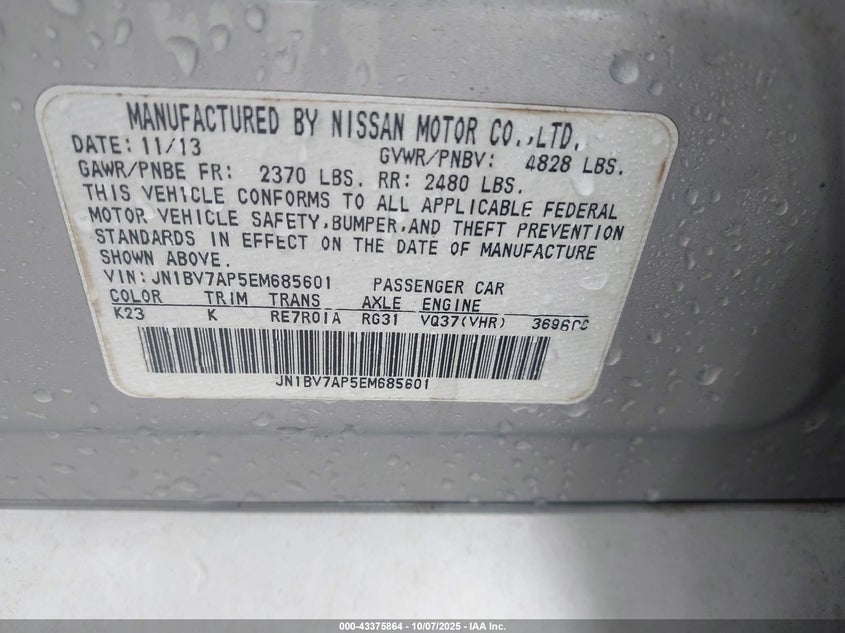 MANUFACTURED BY NISSAN MOTOR CO.,LTD.
DATE: 11/13 GVWR/PNBV: 4828 LBS.
GAWR/PNBE FR: 2370 LBS. RR: 2480 LBS.
THIS VEHICLE CONFORMS TO ALL APPLICABLE FEDERAL
MOTOR VEHICLE SAFETY,BUMPER,AND THEFT PREVENTION
STANDARDS IN EFFECT ON THE DATE OF MANUFACTURE
SHOWN ABOVE.
VIN:JN1BV7AP5EM685601 PASSENGER CAR
COLOR TRIM TRANS AXLE ENGINE
K23 K RE7R01A RG31 VQ37(VHR) 3696CC
JN1BV7AP5EM685601
000-43375864 - 10/07/2025 - IAA Inc.